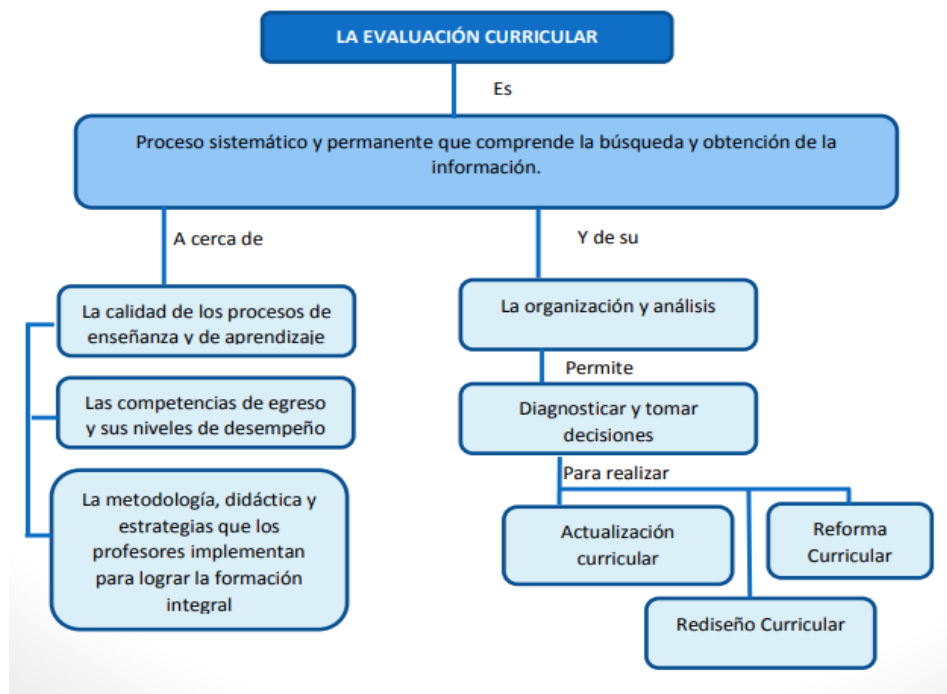 LA EVALUACIÓN CURRICULAR
Es
Proceso sistemático y permanente que comprende la búsqueda y obtención de la
información.
A cerca de
La calidad de los procesos de
enseñanza y de aprendizaje
Las competencias de egreso
y sus niveles de desempeño
La metodología, didáctica y
estrategias que los
profesores implementan
para lograr la formación
integral
Y de su
La organización y análisis
Permite
Diagnosticar y tomar
decisiones
Para realizar
Actualización
curricular
Rediseño Curricular
Reforma
Curricular